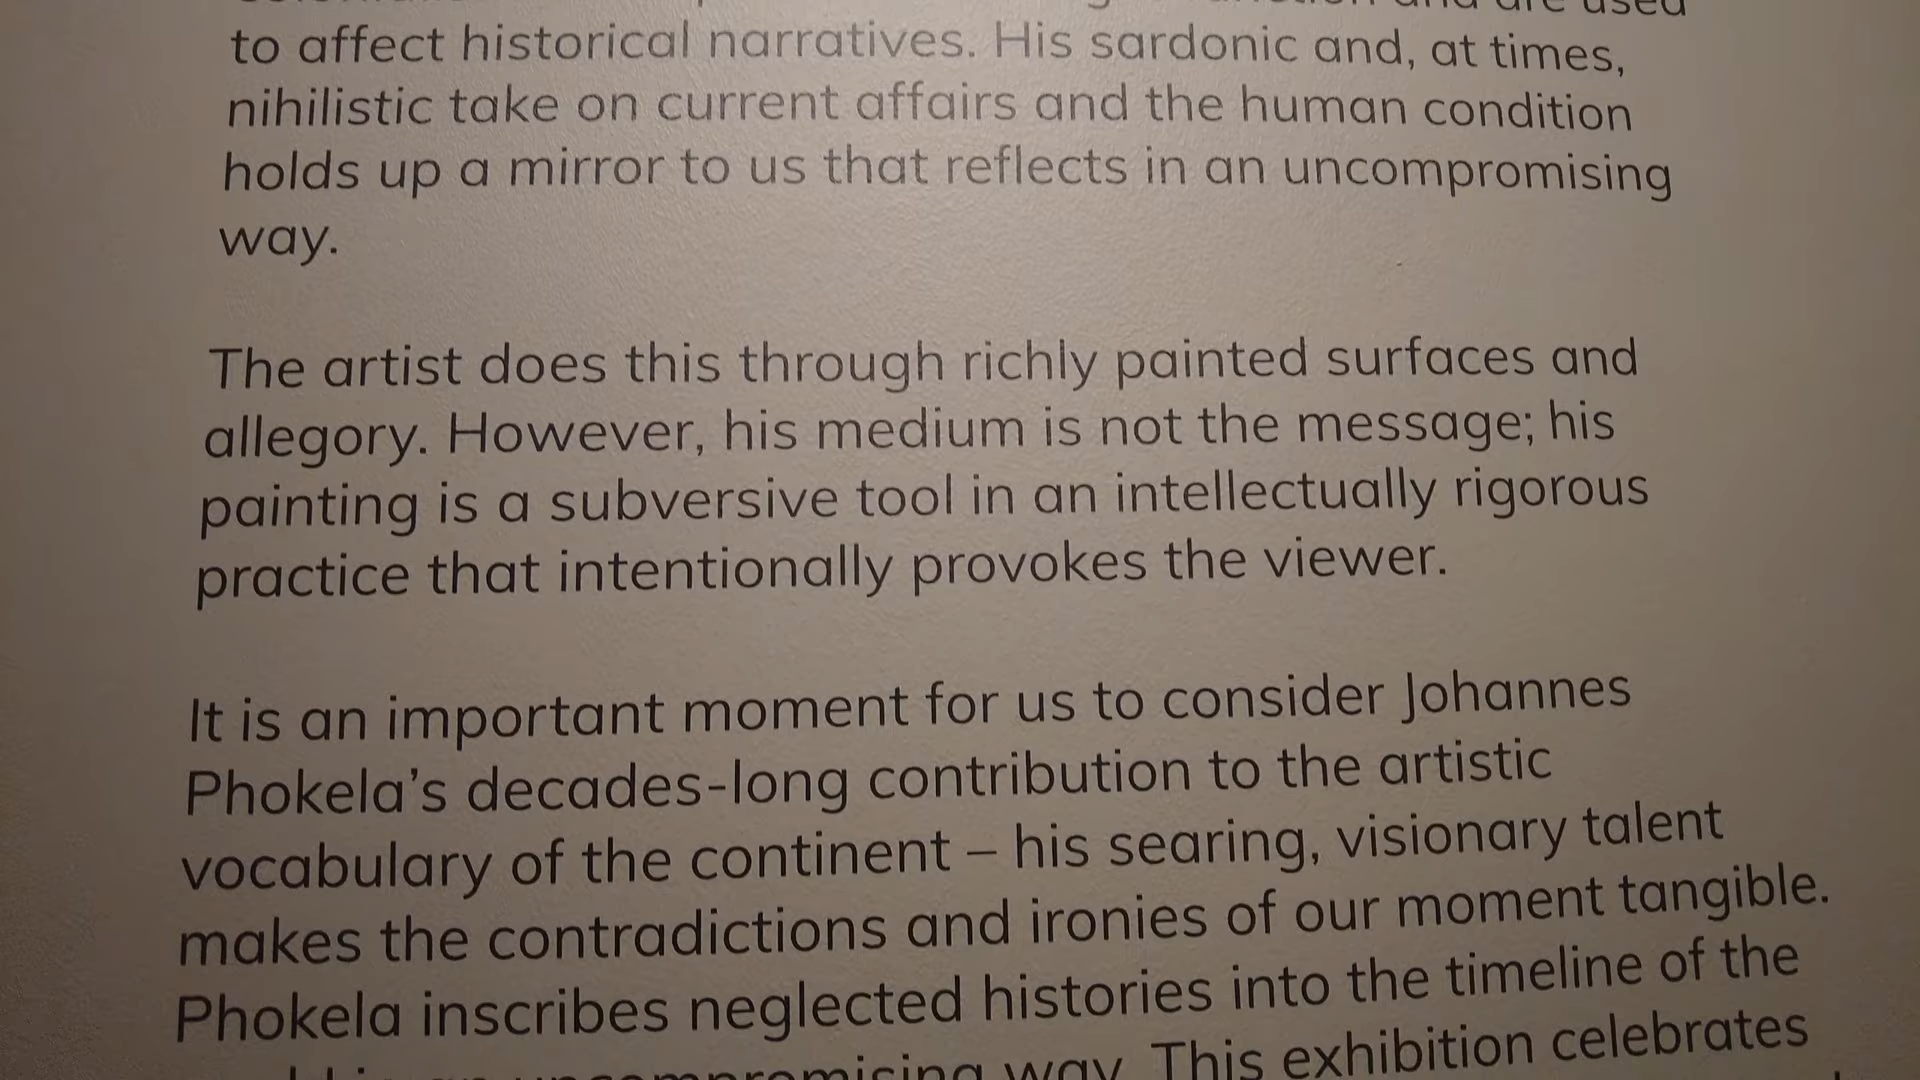 and are used
to affect historical narratives. His sardonic and, at times,
nihilistic take on current affairs and the human condition
holds up a mirror to us that reflects in an uncompromising
way.
The artist does this through richly painted surfaces and
allegory. However, his medium is not the message; his
painting is a subversive tool in an intellectually rigorous
practice that intentionally provokes the viewer.
It is an important moment for us to consider Johannes
Phokela’s decades-long contribution to the artistic
vocabulary of the continent – his searing, visionary talent
makes the contradictions and ironies of our moment tangible.
Phokela inscribes neglected histories into the timeline of the
uncompromising way. This exhibition celebrates